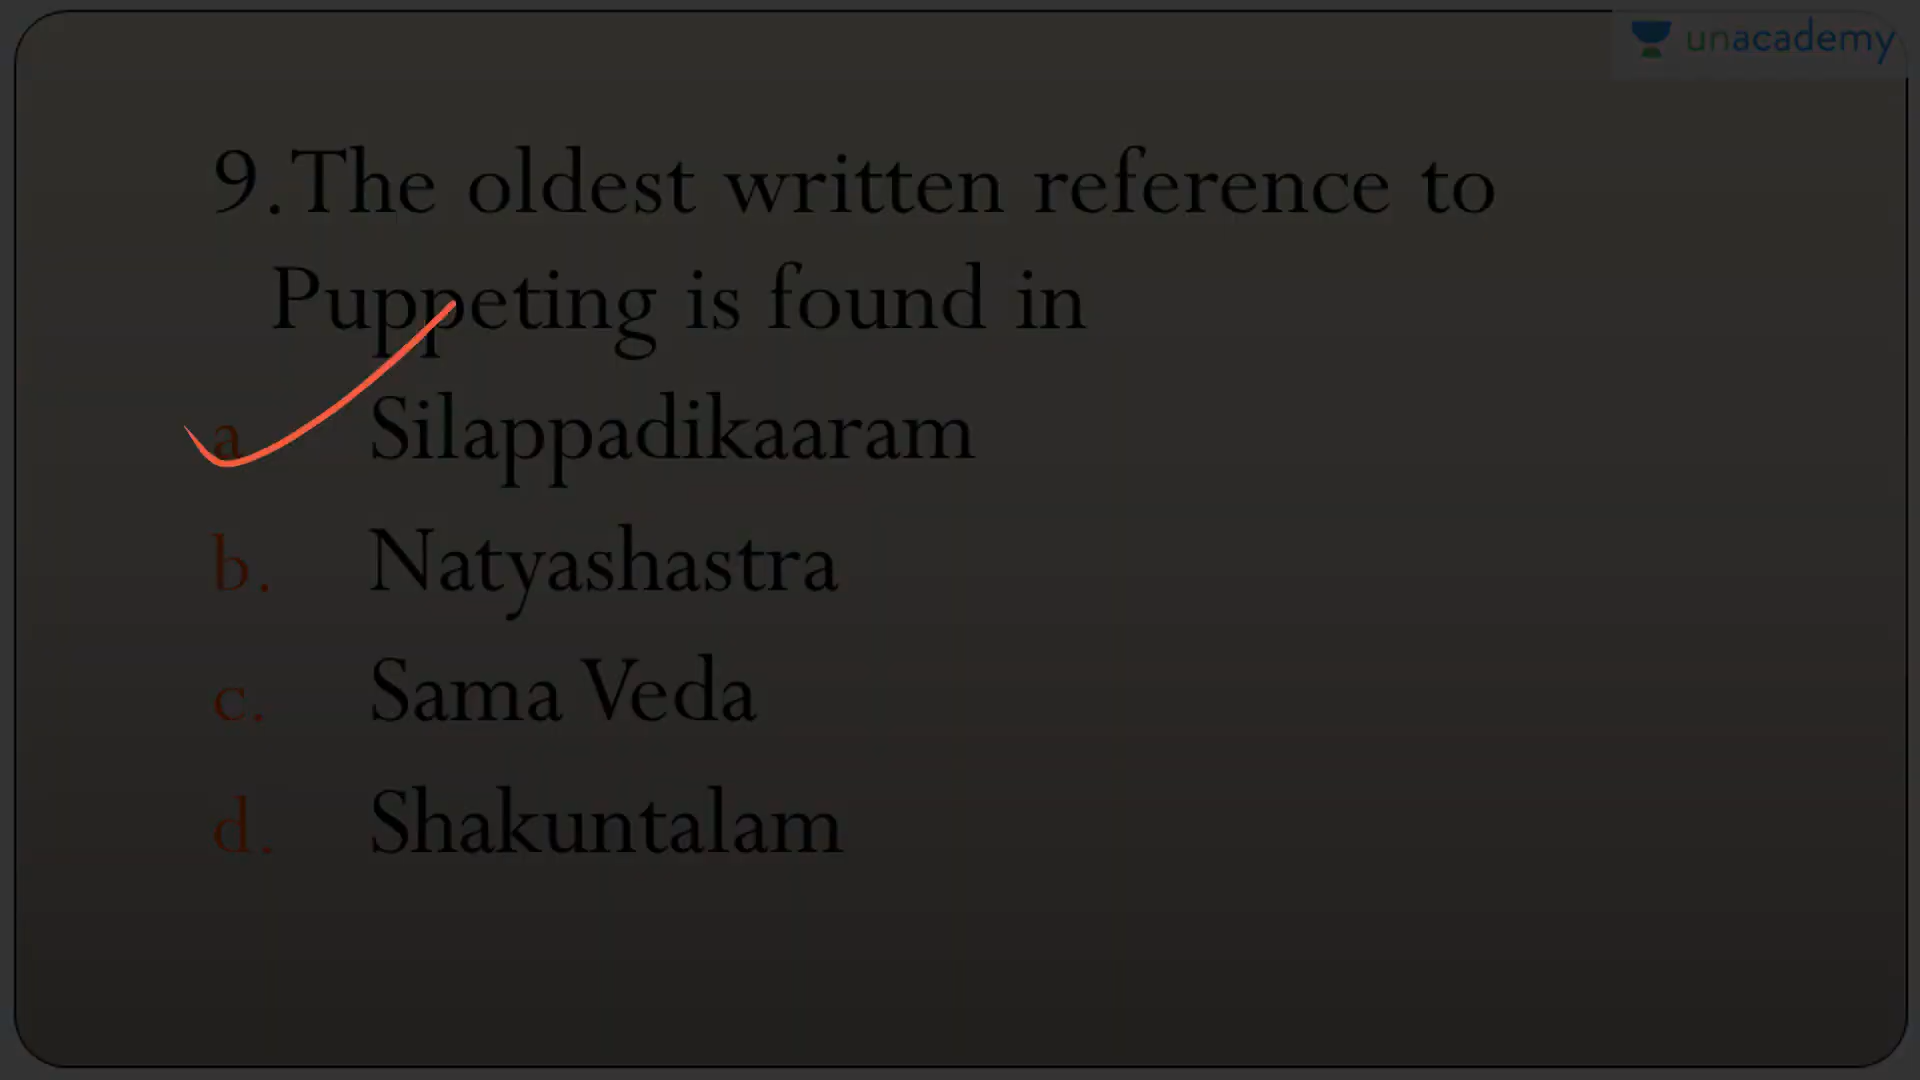 unacademy
9.The oldest written reference to
Puppeting is found in
a Silappadikaaram
b. Natyashastra
c. Sama Veda
d. Shakuntalam